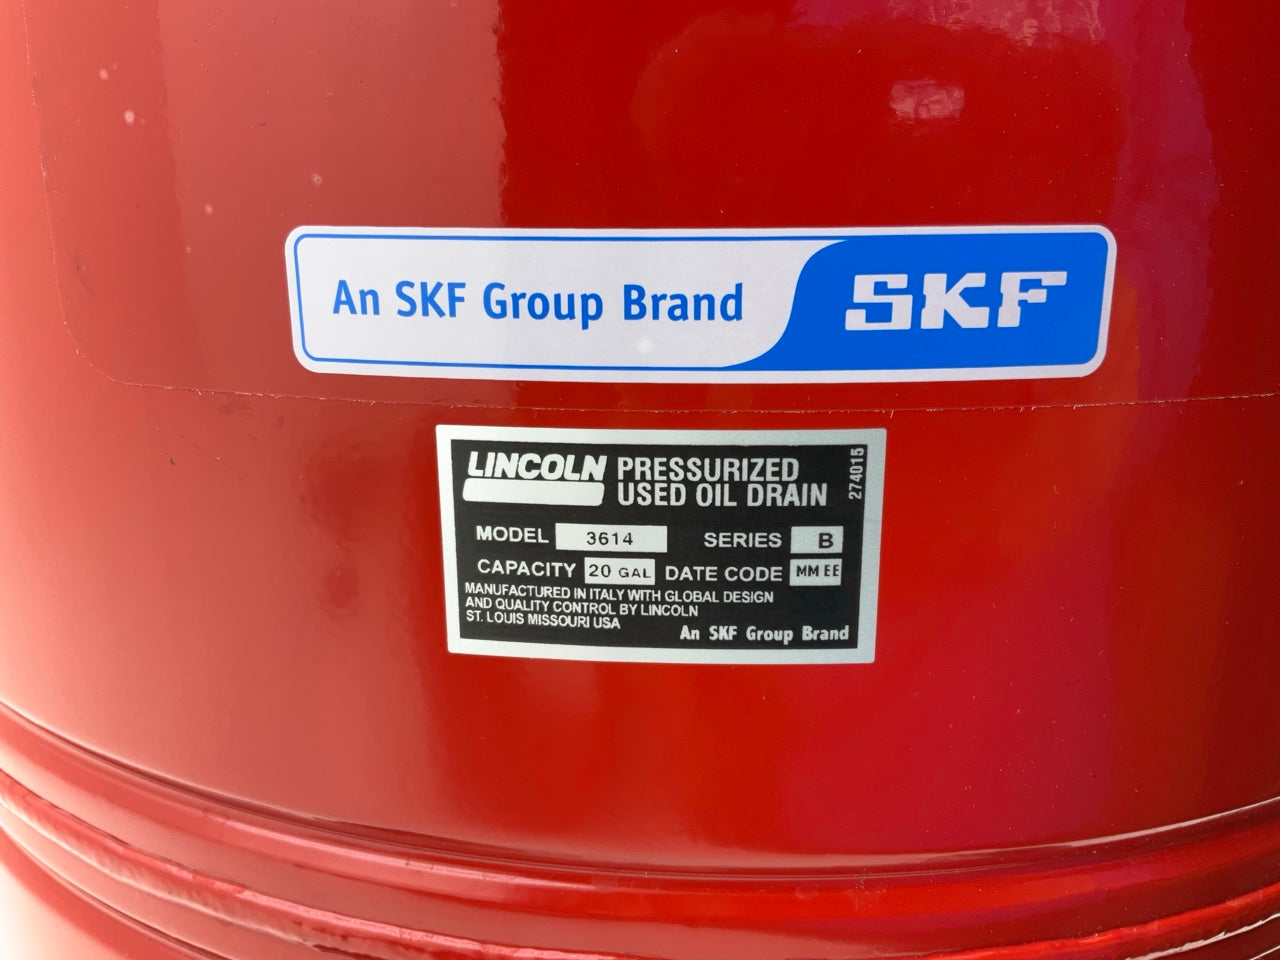 An SKF Group Brand SKF
LINCOLN PRESSURIZED
USED OIL DRAIN
274015
MODEL 3614 SERIES B
CAPACITY 20 GAL DATE CODE MM EE
MANUFACTURED IN ITALY WITH GLOBAL DESIGN
AND QUALITY CONTROL BY LINCOLN
ST. LOUIS MISSOURI USA
An SKF Group Brand